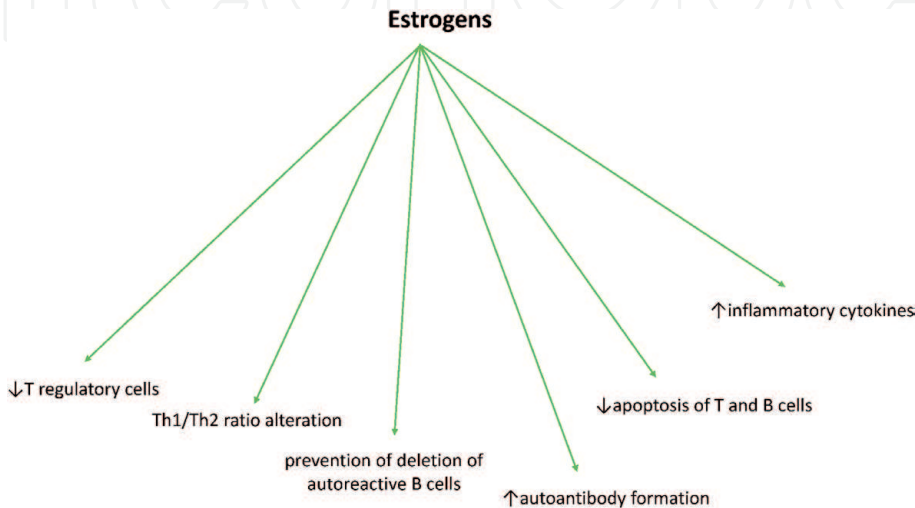 Estrogens
↑inflammatory cytokines
↓T regulatory cells
↓apoptosis of T and B cells
Th1/Th2 ratio alteration
prevention of deletion of
autoreactive B cells
↑autoantibody formation